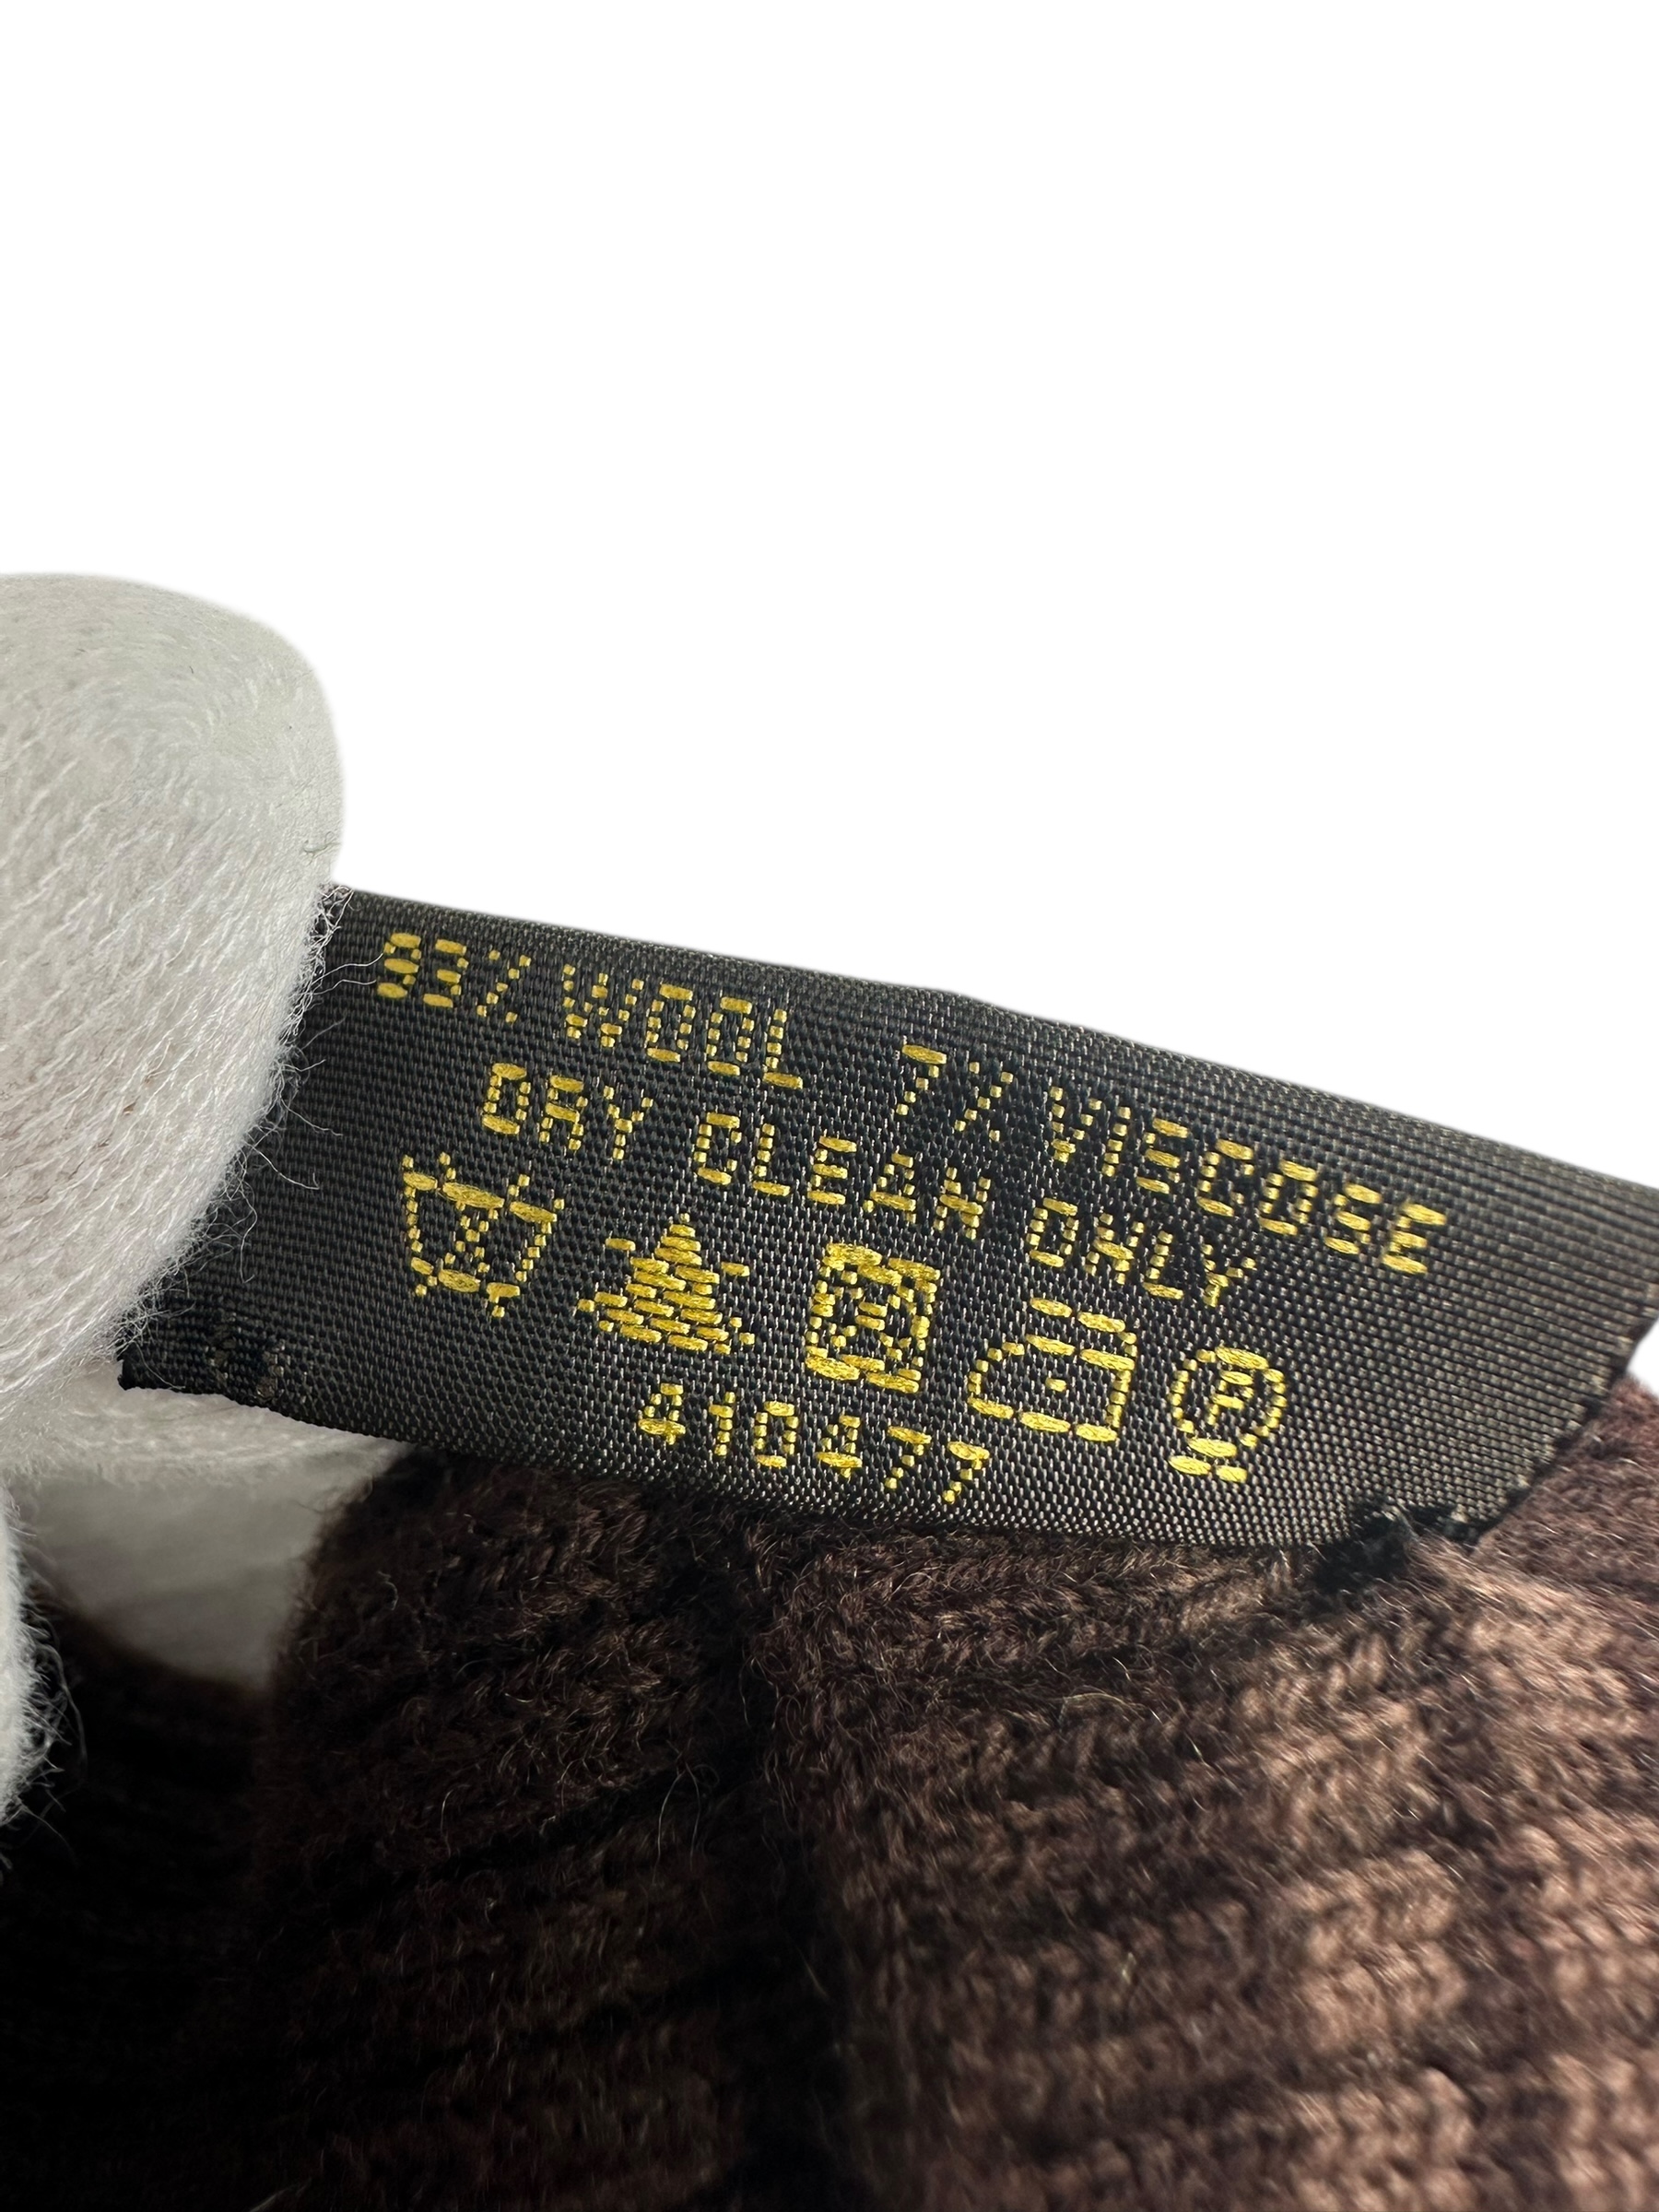 93% WOOL 7% VISCOSE
DRY CLEAN ONLY
P
410477